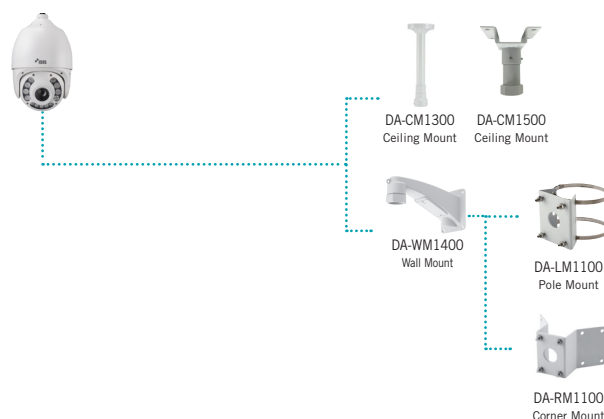 DA-CM1300
Ceiling Mount
DA-CM1500
Ceiling Mount
DA-WM1400
Wall Mount
DA-LM1100
Pole Mount
DA-RM1100
Corner Mount